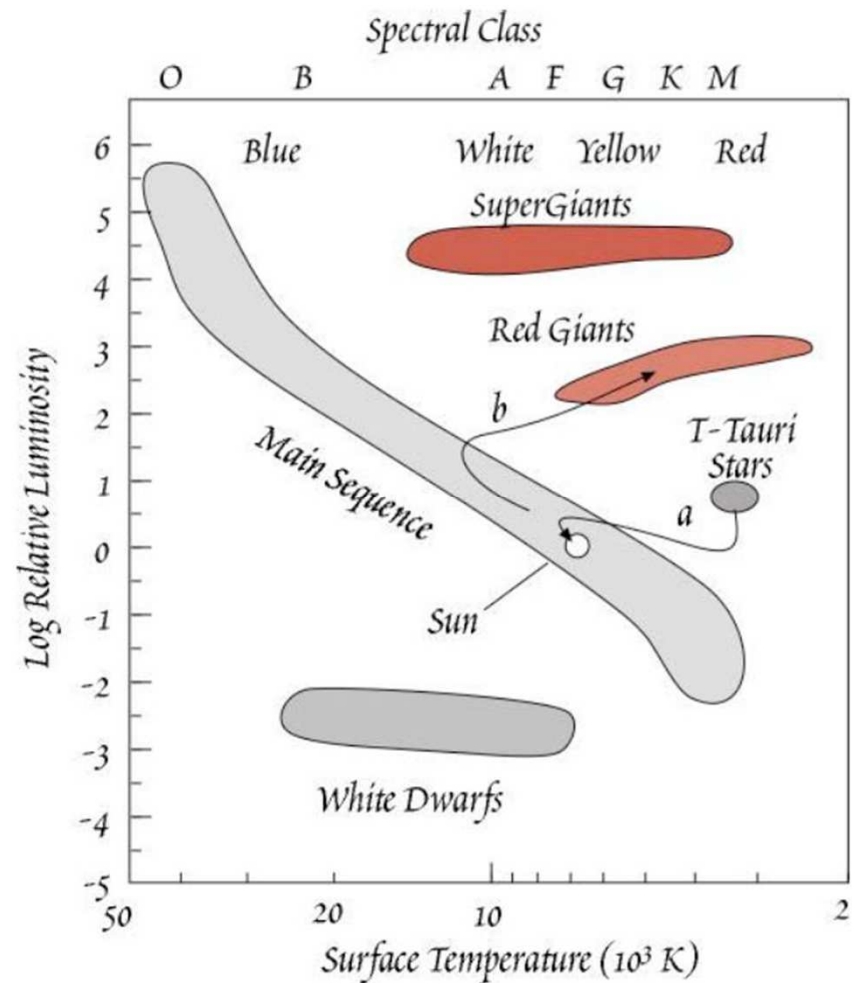 Spectral Class
O B A F G K M
Blue White Yellow Red
SuperGiants
Red Giants
b
T-Tauri
Stars
a
Main Sequence
Sun
White Dwarfs
Log Relative Luminosity
6
5
4
3
2
1
0
-1
-2
-3
-4
-5
50 20 10 2
Surface Temperature (10³ K)